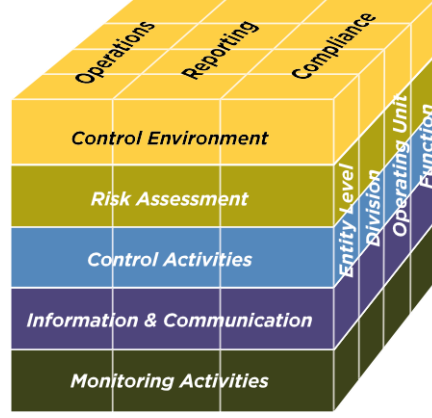 Operations
Reporting
Compliance
Control Environment
Risk Assessment
Control Activities
Information & Communication
Monitoring Activities
Entity Level
Division
Operating Unit
Function